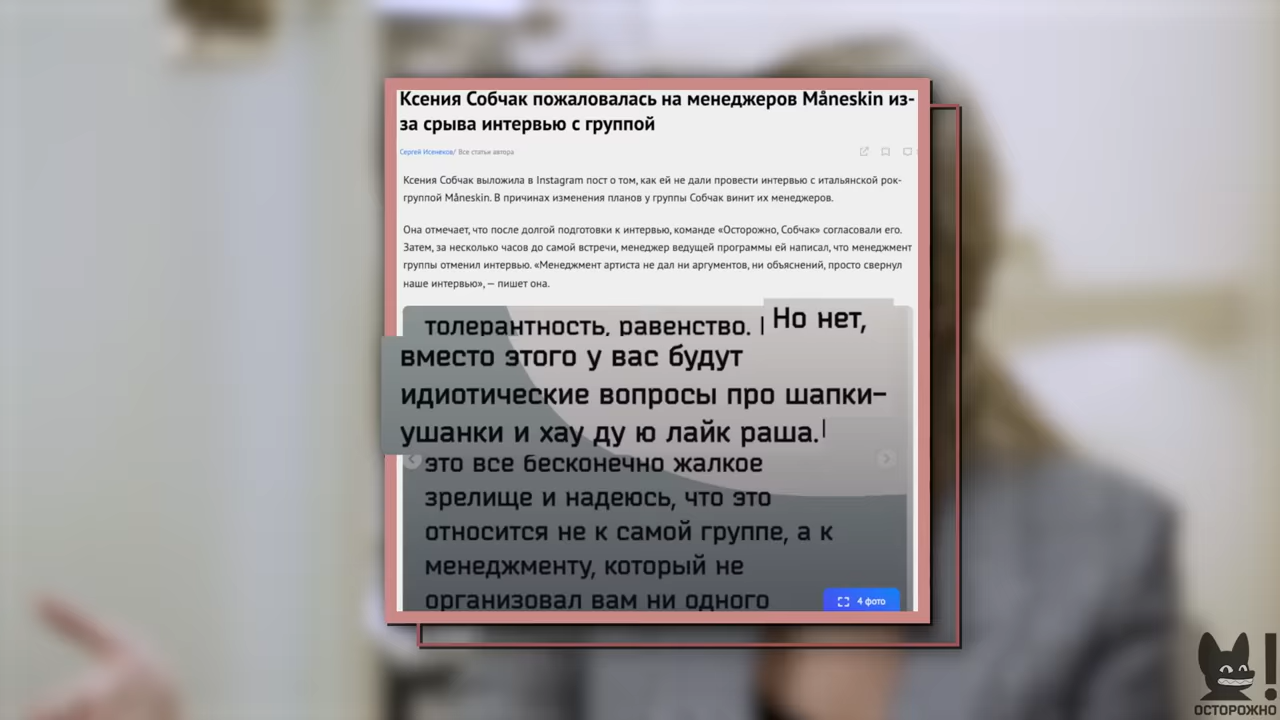 Ксения Собчак пожаловалась на менеджеров Måneskin из-
за срыва интервью с группой
Сергей Исенеков/ Все статьи автора
Ксения Собчак выложила в Instagram пост о том, как ей не дали провести интервью с итальянской рок-
группой Måneskin. В причинах изменения планов у группы Собчак винит их менеджеров.
Она отмечает, что после долгой подготовки к интервью, команде «Осторожно, Собчак» согласовали его.
Затем, за несколько часов до самой встречи, менеджер ведущей программы ей написал, что менеджмент
группы отменил интервью. «Менеджмент артиста не дал ни аргументов, ни объяснений, просто свернул
наше интервью», — пишет она.
толерантность, равенство. Но нет,
вместо этого у вас будут
идиотические вопросы про шапки-
ушанки и хау ду ю лайк раша.
это все бесконечно жалкое
зрелище и надеюсь, что это
относится не к самой группе, а к
менеджменту, который не
организовал вам ни одного
4 фото
ОСТОРОЖНО!